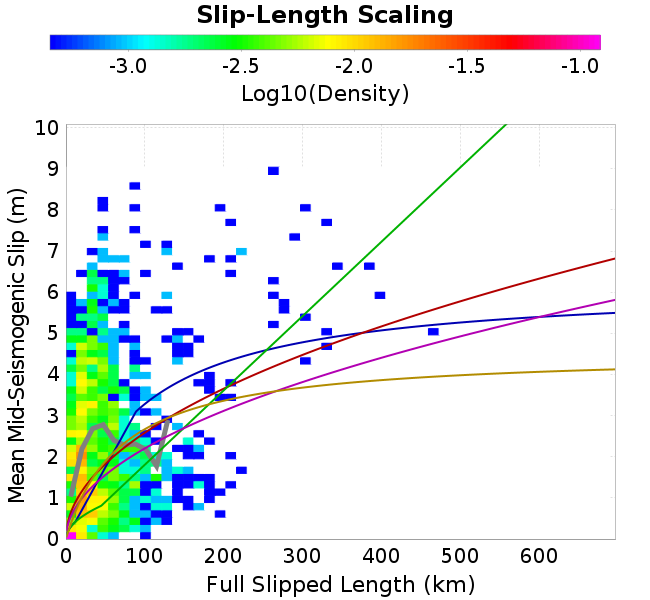 Slip-Length Scaling
-3.0 -2.5 -2.0 -1.5 -1.0
Log10(Density)
10
9
8
7
6
5
4
3
2
1
0
Mean Mid-Seismogenic Slip (m)
0 100 200 300 400 500 600
Full Slipped Length (km)